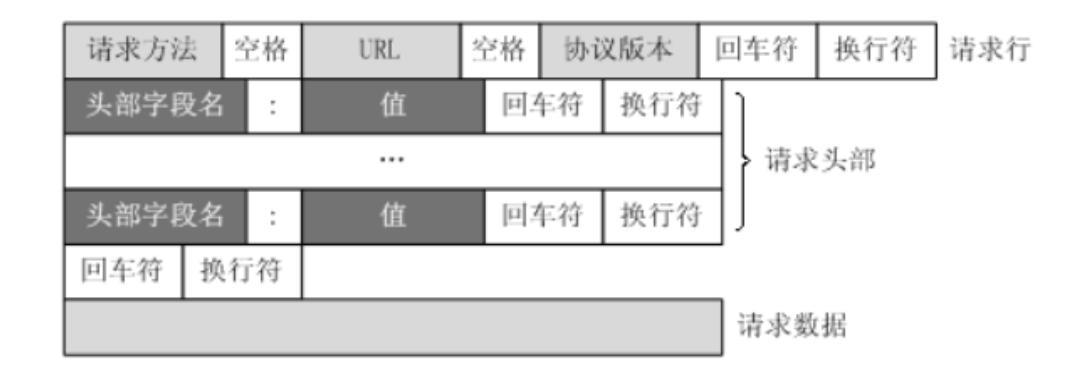 请求方法 空格 URL 空格 协议版本 回车符 换行符 请求行
头部字段名 : 值 回车符 换行符
… 请求头部
头部字段名 : 值 回车符 换行符
回车符 换行符
请求数据